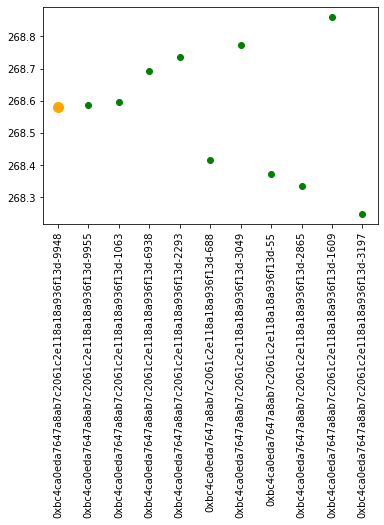 268.8
268.7
268.6
268.5
268.4
268.3
0xbc4ca0eda7647a8ab7c2061c2e118a18a936f13d-9948
0xbc4ca0eda7647a8ab7c2061c2e118a18a936f13d-9955
0xbc4ca0eda7647a8ab7c2061c2e118a18a936f13d-1063
0xbc4ca0eda7647a8ab7c2061c2e118a18a936f13d-6938
0xbc4ca0eda7647a8ab7c2061c2e118a18a936f13d-2293
0xbc4ca0eda7647a8ab7c2061c2e118a18a936f13d-688
0xbc4ca0eda7647a8ab7c2061c2e118a18a936f13d-3049
0xbc4ca0eda7647a8ab7c2061c2e118a18a936f13d-55
0xbc4ca0eda7647a8ab7c2061c2e118a18a936f13d-2865
0xbc4ca0eda7647a8ab7c2061c2e118a18a936f13d-1609
0xbc4ca0eda7647a8ab7c2061c2e118a18a936f13d-3197